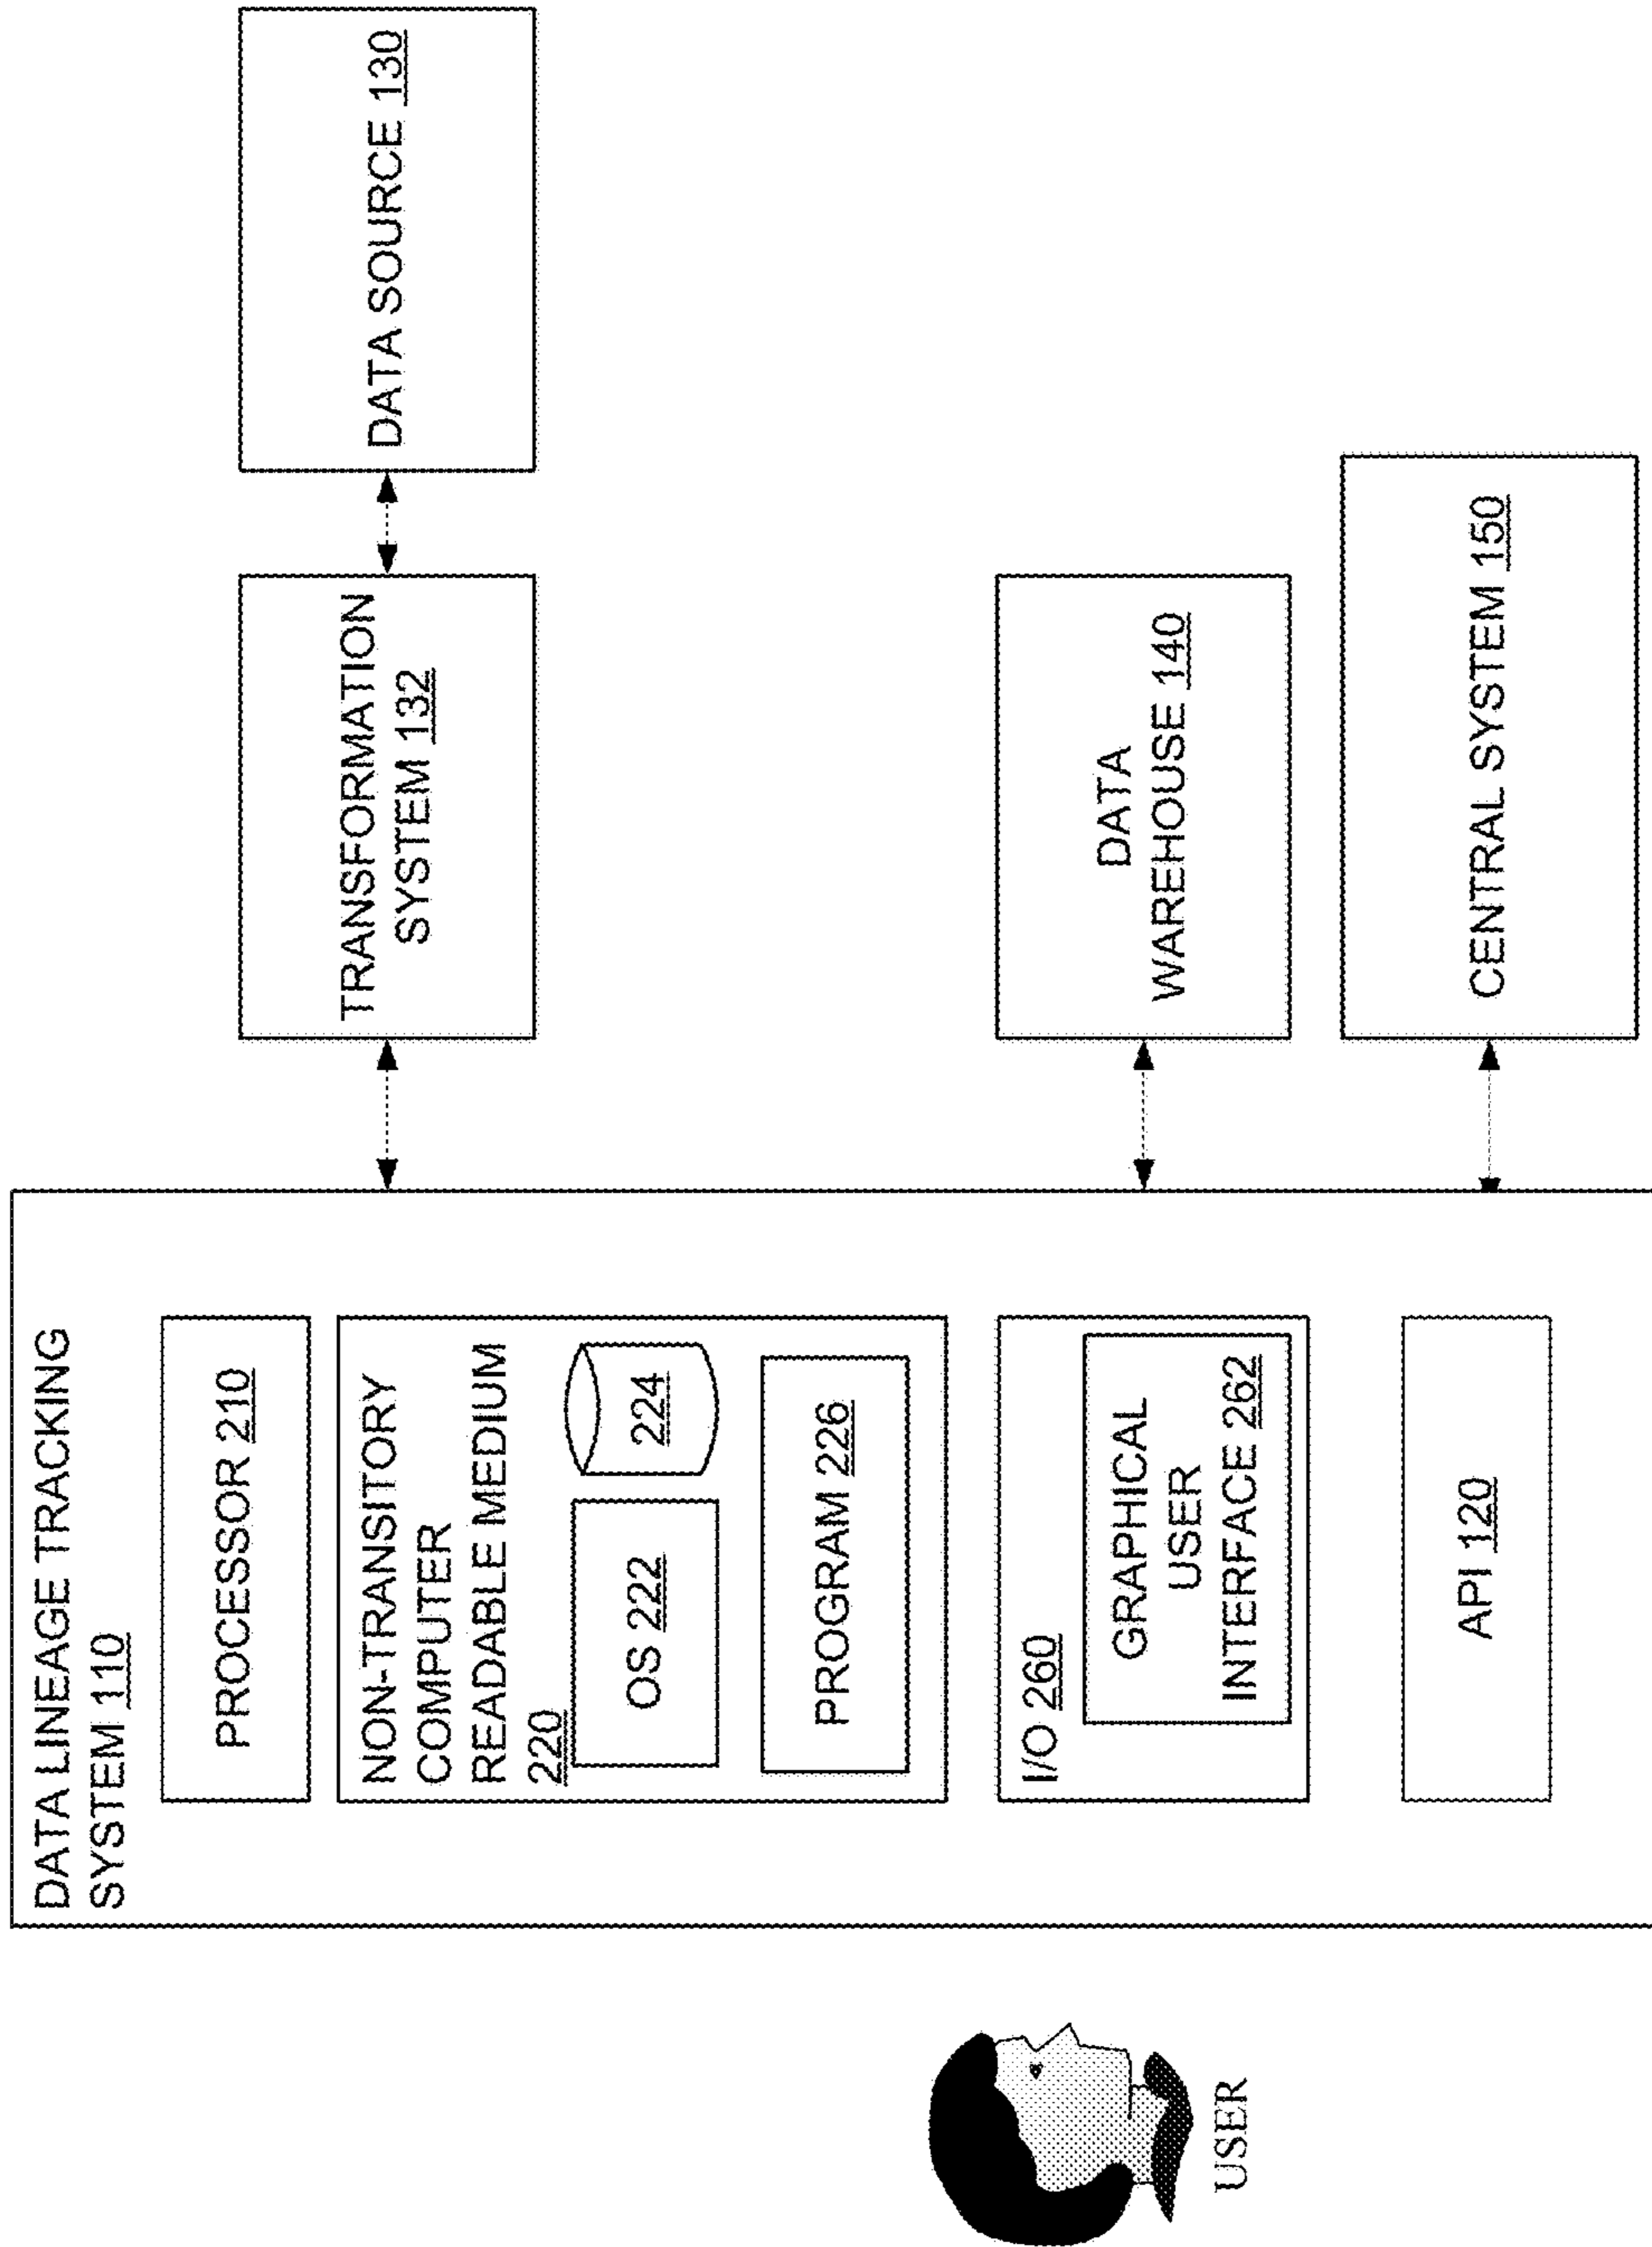 DATA LINEAGE TRACKING
SYSTEM 110
PROCESSOR 210
NON-TRANSITORY
COMPUTER
READABLE MEDIUM
220
OS 222
224
PROGRAM 226
I/O 260
GRAPHICAL
USER
INTERFACE 262
API 120
TRANSFORMATION
SYSTEM 132
DATA SOURCE 130
DATA
WAREHOUSE 140
CENTRAL SYSTEM 150
USER